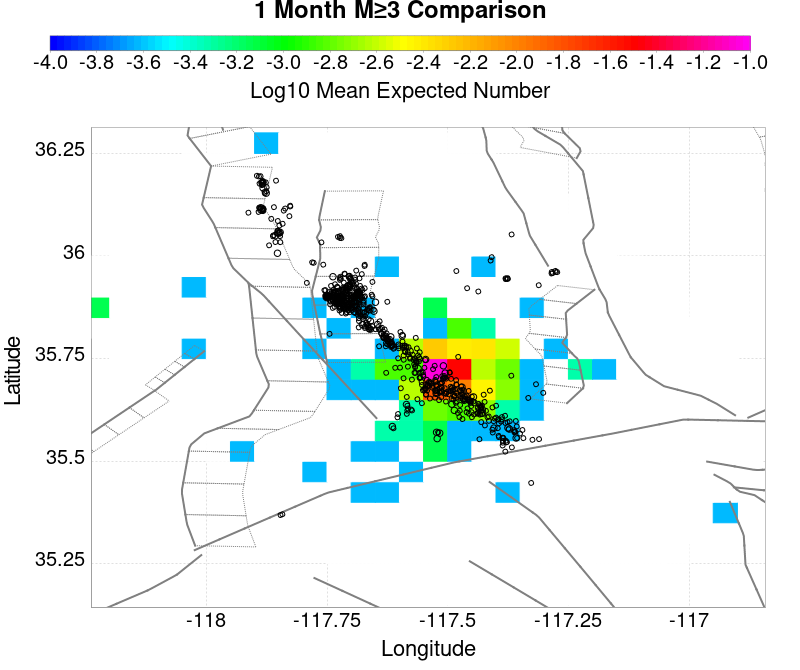 1 Month M≥3 Comparison
-4.0 -3.8 -3.6 -3.4 -3.2 -3.0 -2.8 -2.6 -2.4 -2.2 -2.0 -1.8 -1.6 -1.4 -1.2 -1.0
Log10 Mean Expected Number
36.25
36
35.75
35.5
35.25
Latitude
-118 -117.75 -117.5 -117.25 -117
Longitude